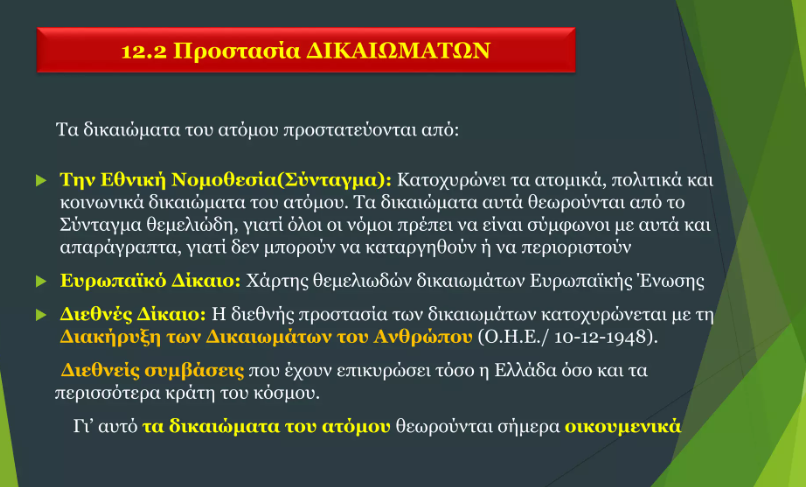 12.2 Προστασία ΔΙΚΑΙΩΜΑΤΩΝ
Τα δικαιώματα του ατόμου προστατεύονται από:
Την Εθνική Νομοθεσία(Σύνταγμα): Κατοχυρώνει τα ατομικά, πολιτικά και
κοινωνικά δικαιώματα του ατόμου. Τα δικαιώματα αυτά θεωρούνται από το
Σύνταγμα θεμελιώδη, γιατί όλοι οι νόμοι πρέπει να είναι σύμφωνοι με αυτά και
απαράγραπτα, γιατί δεν μπορούν να καταργηθούν ή να περιοριστούν
Ευρωπαϊκό Δίκαιο: Χάρτης θεμελιωδών δικαιωμάτων Ευρωπαϊκής Ένωσης
Διεθνές Δίκαιο: Η διεθνής προστασία των δικαιωμάτων κατοχυρώνεται με τη
Διακήρυξη των Δικαιωμάτων του Ανθρώπου (Ο.Η.Ε./ 10-12-1948).
Διεθνείς συμβάσεις που έχουν επικυρώσει τόσο η Ελλάδα όσο και τα
περισσότερα κράτη του κόσμου.
Γι’ αυτό τα δικαιώματα του ατόμου θεωρούνται σήμερα οικουμενικά